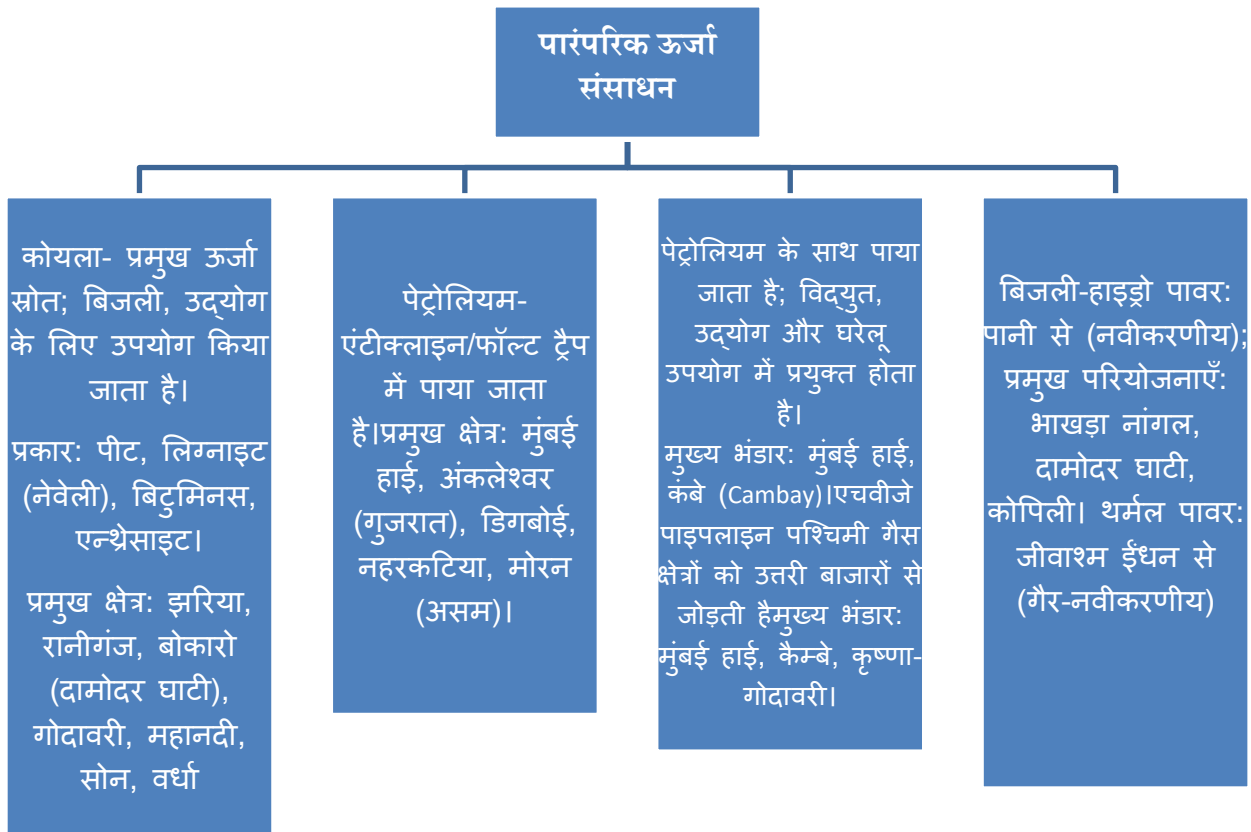 पारंपरिक ऊर्जा
संसाधन
कोयला- प्रमुख ऊर्जा
स्रोत; बिजली, उद्योग
के लिए उपयोग किया
जाता है।
प्रकार: पीट, लिग्नाइट
(नेवेली), बिटुमिनस,
एन्थ्रेसाइट।
प्रमुख क्षेत्र: झरिया,
रानीगंज, बोकारो
(दामोदर घाटी),
गोदावरी, महानदी,
सोन, वर्धा
पेट्रोलियम-
एंटीक्लाइन/फॉल्ट ट्रैप
में पाया जाता
है।प्रमुख क्षेत्र: मुंबई
हाई, अंकलेश्वर
(गुजरात), डिगबोई,
नहरकटिया, मोरन
(असम)।
पेट्रोलियम के साथ पाया
जाता है; विद्युत,
उद्योग और घरेलू
उपयोग में प्रयुक्त होता
है।
मुख्य भंडार: मुंबई हाई,
कंबे (Cambay)।एचवीजे
पाइपलाइन पश्चिमी गैस
क्षेत्रों को उत्तरी बाजारों से
जोड़ती हैमुख्य भंडार:
मुंबई हाई, कैम्बे, कृष्णा-
गोदावरी।
बिजली-हाइड्रो पावर:
पानी से (नवीकरणीय);
प्रमुख परियोजनाएँ:
भाखड़ा नांगल,
दामोदर घाटी,
कोपिली। थर्मल पावर:
जीवाश्म ईंधन से
(गैर-नवीकरणीय)